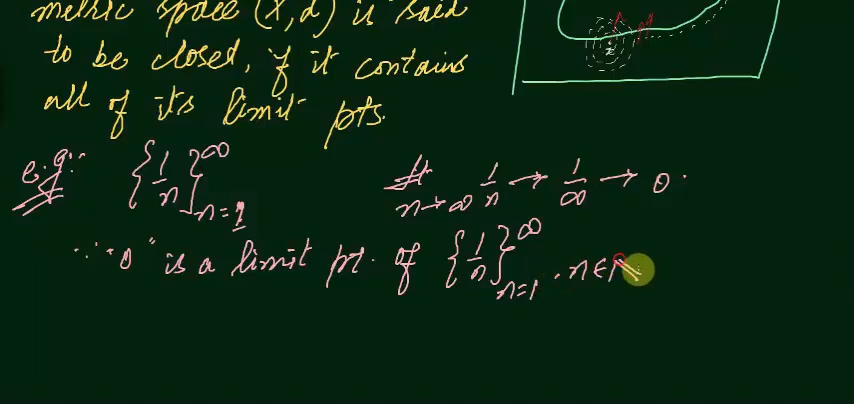 metric space (X,d) is said
to be closed, if it contains
all of its limit pts.
e.g:- {1/n}∞ n=1
lt n→∞ 1/n → 1/∞ → 0.
∵ "0" is a limit pt. of {1/n}∞ n=1 . n∈N